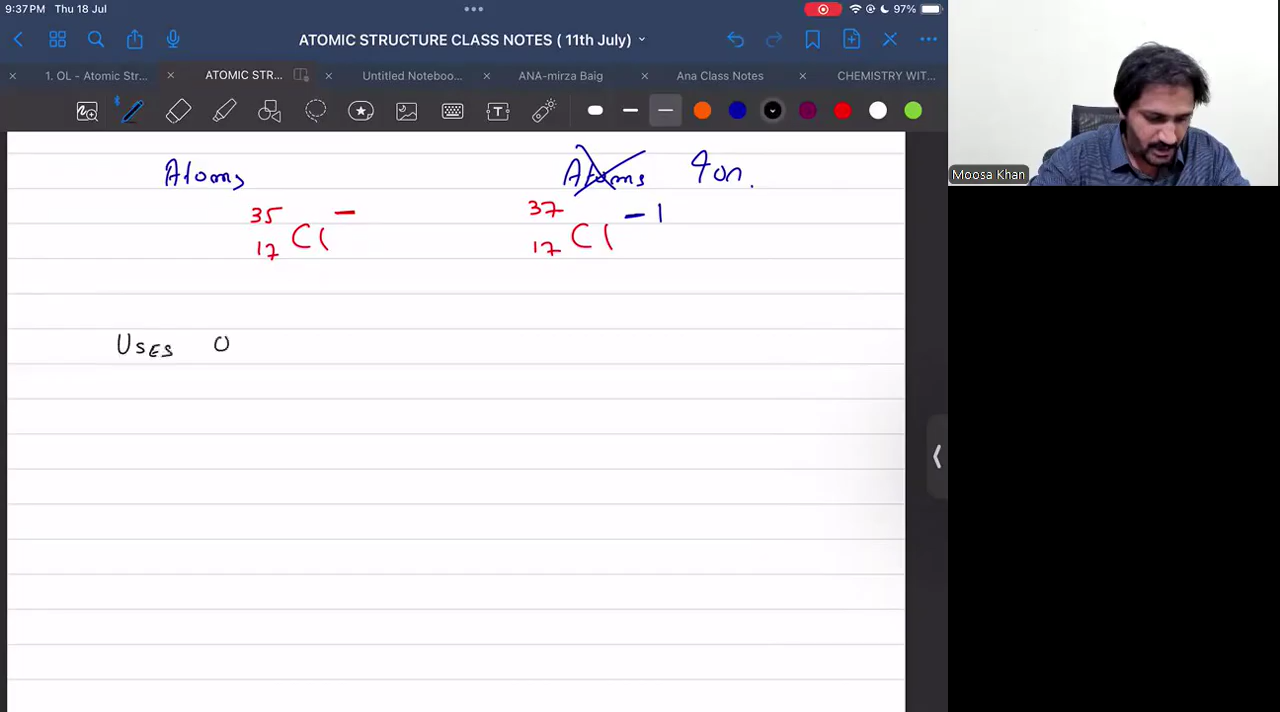 9:37 PM Thu 18 Jul
97%
ATOMIC STRUCTURE CLASS NOTES ( 11th July)
1. OL - Atomic Str...
ATOMIC STR...
Untitled Noteboo...
ANA-mirza Baig
Ana Class Notes
CHEMISTRY WIT...
Atoms
Atoms Ion.
35 17 Cl –
37 17 Cl –1
USES O
Moosa Khan